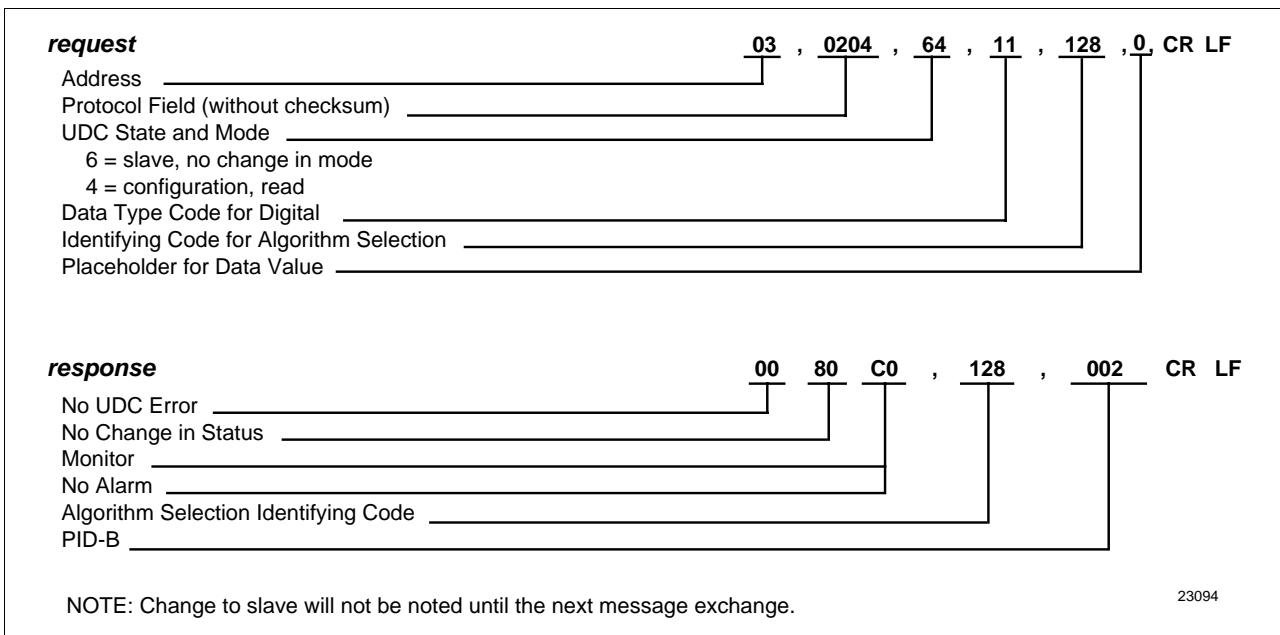 request 03 , 0204 , 64 , 11 , 128 , 0, CR LF
Address
Protocol Field (without checksum)
UDC State and Mode
6 = slave, no change in mode
4 = configuration, read
Data Type Code for Digital
Identifying Code for Algorithm Selection
Placeholder for Data Value
response 00 80 C0 , 128 , 002 CR LF
No UDC Error
No Change in Status
Monitor
No Alarm
Algorithm Selection Identifying Code
PID-B
NOTE: Change to slave will not be noted until the next message exchange. 23094